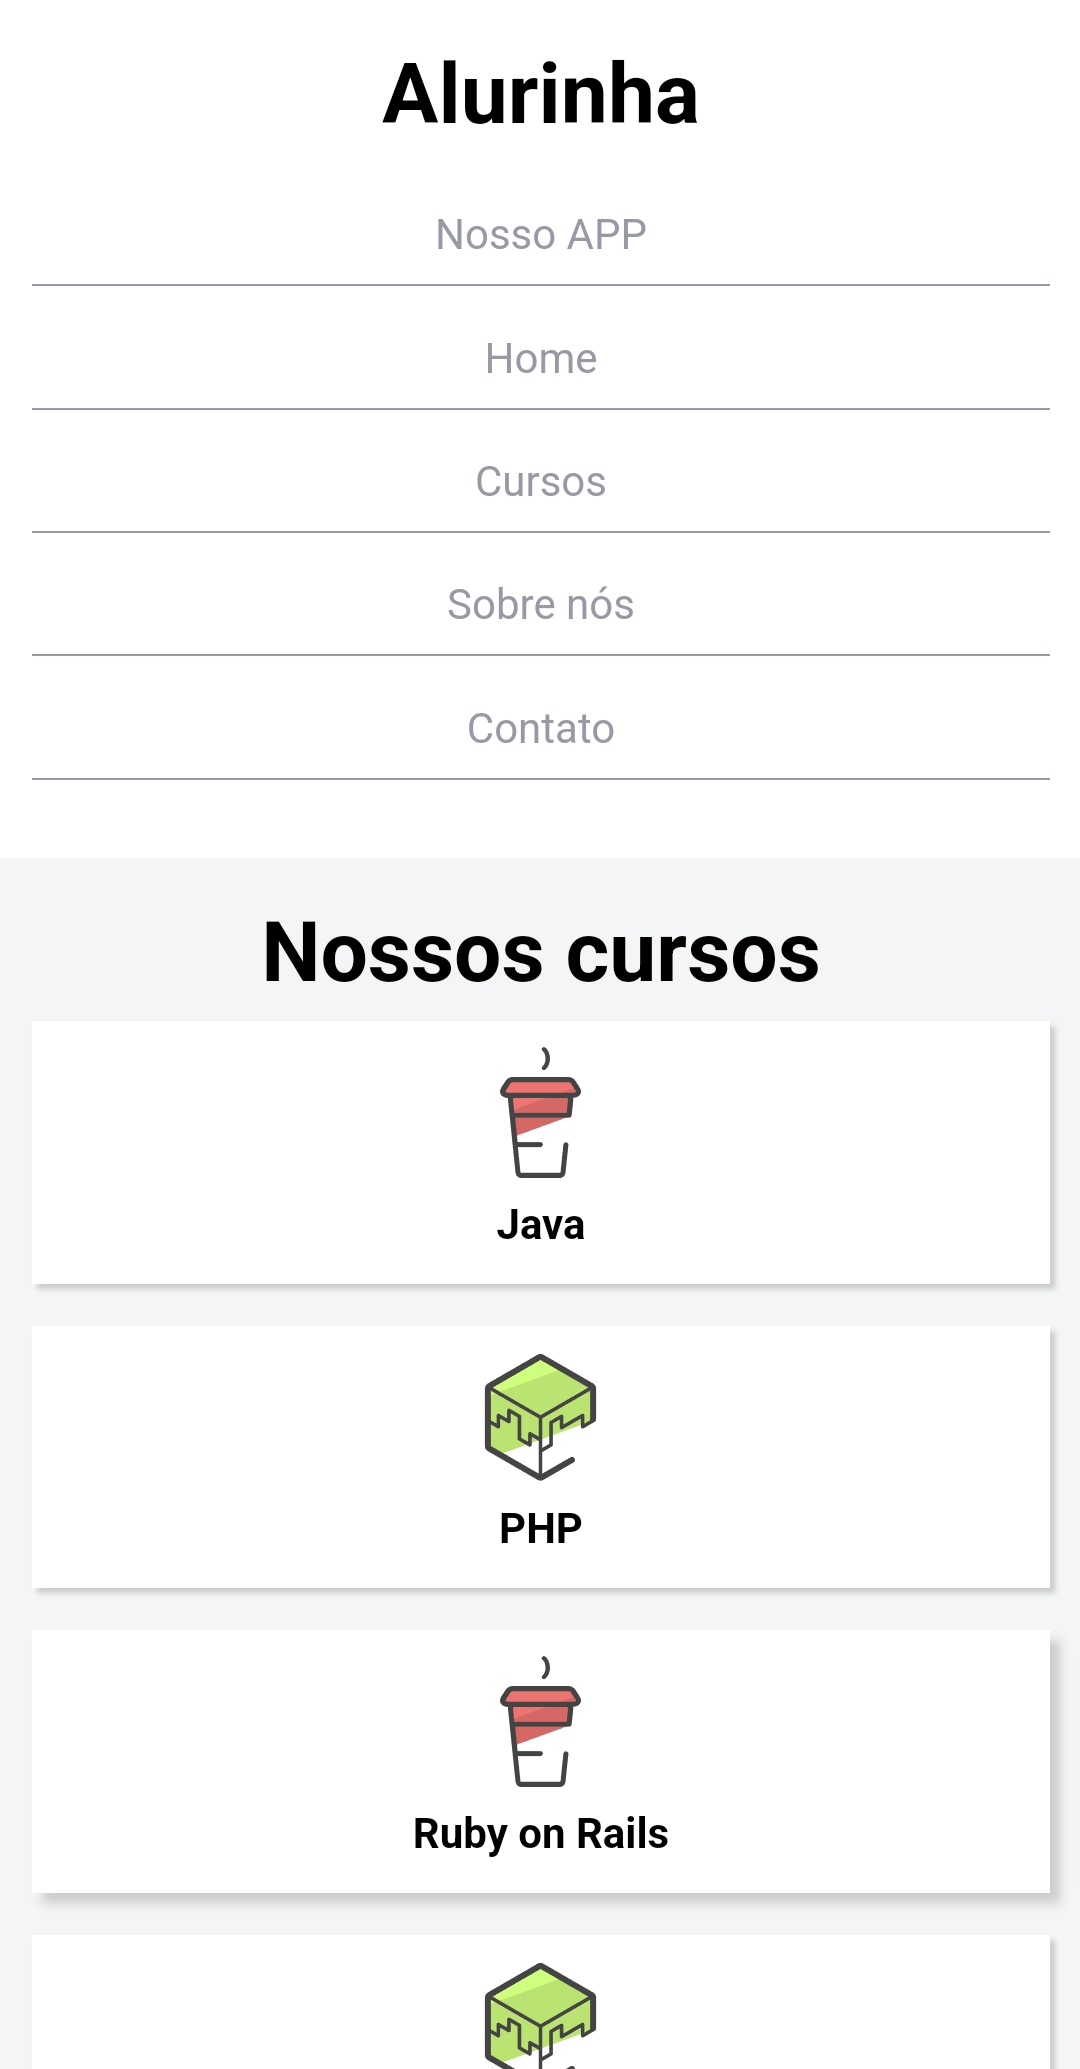 Alurinha
Nosso APP
Home
Cursos
Sobre nós
Contato
Nossos cursos
Java
PHP
Ruby on Rails